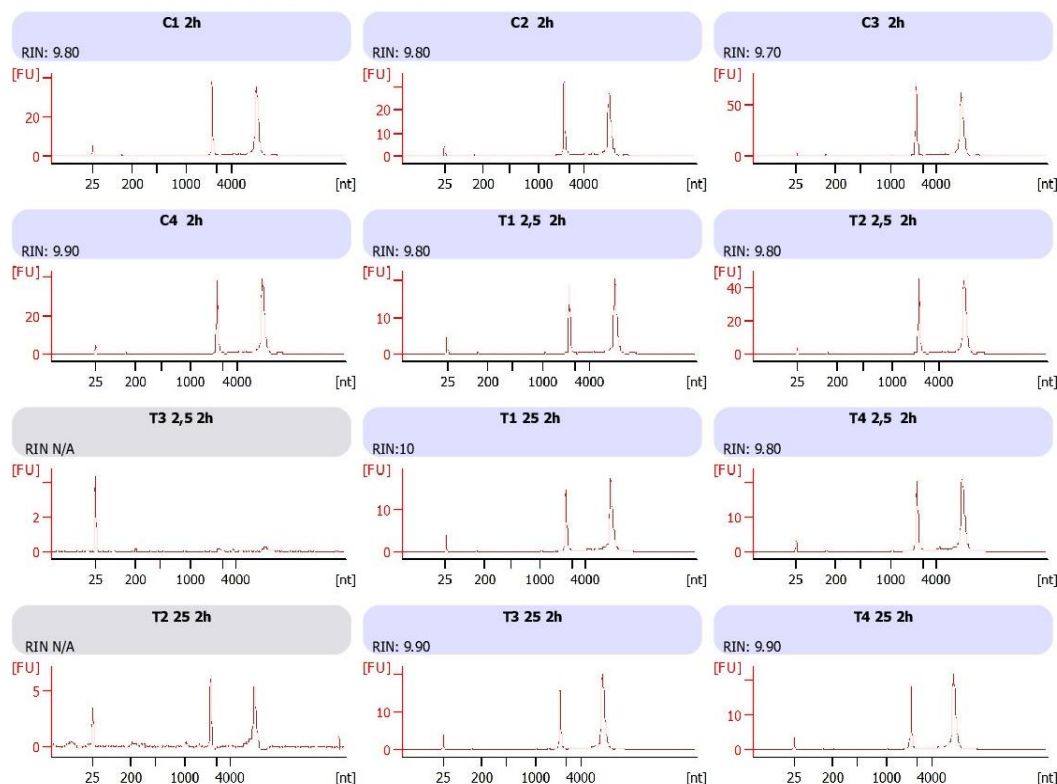 C1 2h
RIN: 9.80
[FU]
20
0
25 200 1000 4000 [nt]
C2 2h
RIN: 9.80
[FU]
20
10
0
25 200 1000 4000 [nt]
C3 2h
RIN: 9.70
[FU]
50
0
25 200 1000 4000 [nt]
C4 2h
RIN: 9.90
[FU]
20
0
25 200 1000 4000 [nt]
T1 2,5 2h
RIN: 9.80
[FU]
10
0
25 200 1000 4000 [nt]
T2 2,5 2h
RIN: 9.80
[FU]
40
20
0
25 200 1000 4000 [nt]
T3 2,5 2h
RIN N/A
[FU]
2
0
25 200 1000 4000 [nt]
T1 25 2h
RIN:10
[FU]
10
0
25 200 1000 4000 [nt]
T4 2,5 2h
RIN: 9.80
[FU]
10
0
25 200 1000 4000 [nt]
T2 25 2h
RIN N/A
[FU]
5
0
25 200 1000 4000 [nt]
T3 25 2h
RIN: 9.90
[FU]
10
0
25 200 1000 4000 [nt]
T4 25 2h
RIN: 9.90
[FU]
10
0
25 200 1000 4000 [nt]